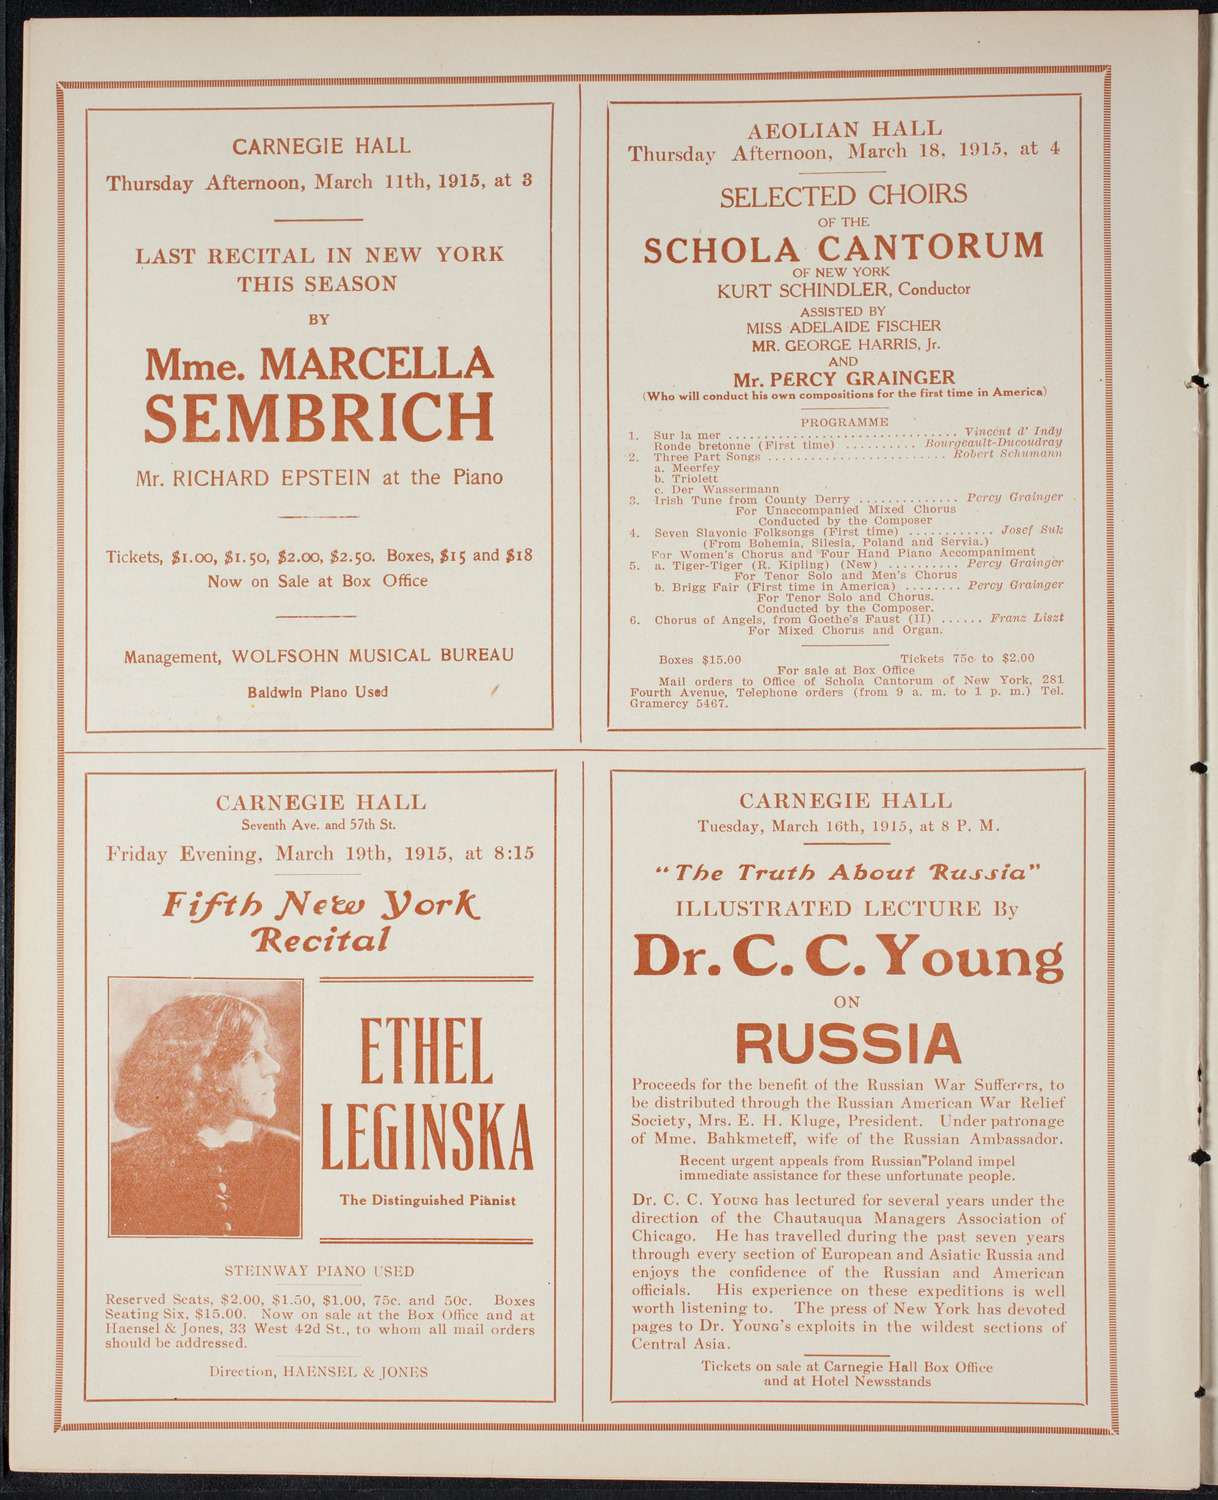 CARNEGIE HALL
Thursday Afternoon, March 11th, 1915, at 3
LAST RECITAL IN NEW YORK
THIS SEASON
BY
Mme. MARCELLA
SEMBRICH
Mr. RICHARD EPSTEIN at the Piano
Tickets, $1.00, $1.50, $2.00, $2.50. Boxes, $15 and $18
Now on Sale at Box Office
Management, WOLFSOHN MUSICAL BUREAU
Baldwin Piano Used
AEOLIAN HALL
Thursday Afternoon, March 18, 1915, at 4
SELECTED CHOIRS
OF THE
SCHOLA CANTORUM
OF NEW YORK
KURT SCHINDLER, Conductor
ASSISTED BY
MISS ADELAIDE FISCHER
MR. GEORGE HARRIS, Jr.
AND
Mr. PERCY GRAINGER
(Who will conduct his own compositions for the first time in America)
PROGRAMME
1. Sur la mer ................................ Vincent d' Indy
Ronde bretonne (First time) .......... Bourgeault-Ducoudray
2. Three Part Songs ......................... Robert Schumann
a. Meerfey
b. Triolett
c. Der Wassermann
3. Irish Tune from County Derry .............. Percy Grainger
For Unaccompanied Mixed Chorus
Conducted by the Composer
4. Seven Slavonic Folksongs (First time) ............ Josef Suk
(From Bohemia, Silesia, Poland and Servia.)
For Women's Chorus and Four Hand Piano Accompaniment
5. a. Tiger-Tiger (R. Kipling) (New) .......... Percy Grainger
For Tenor Solo and Men's Chorus
b. Brigg Fair (First time in America) ........ Percy Grainger
For Tenor Solo and Chorus.
Conducted by the Composer.
6. Chorus of Angels, from Goethe's Faust (II) ...... Franz Liszt
For Mixed Chorus and Organ.
Boxes $15.00 Tickets 75c to $2.00
For sale at Box Office
Mail orders to Office of Schola Cantorum of New York, 281
Fourth Avenue, Telephone orders (from 9 a. m. to 1 p. m.) Tel.
Gramercy 5467.
CARNEGIE HALL
Seventh Ave. and 57th St.
Friday Evening, March 19th, 1915, at 8:15
Fifth New York
Recital
ETHEL
LEGINSKA
The Distinguished Pianist
STEINWAY PIANO USED
Reserved Seats, $2.00, $1.50, $1.00, 75c. and 50c. Boxes
Seating Six, $15.00. Now on sale at the Box Office and at
Haensel & Jones, 33 West 42d St., to whom all mail orders
should be addressed.
Direction, HAENSEL & JONES
CARNEGIE HALL
Tuesday, March 16th, 1915, at 8 P. M.
"The Truth About Russia"
ILLUSTRATED LECTURE By
Dr. C. C. Young
ON
RUSSIA
Proceeds for the benefit of the Russian War Sufferers, to
be distributed through the Russian American War Relief
Society, Mrs. E. H. Kluge, President. Under patronage
of Mme. Bahkmeteff, wife of the Russian Ambassador.
Recent urgent appeals from Russian Poland impel
immediate assistance for these unfortunate people.
Dr. C. C. YOUNG has lectured for several years under the
direction of the Chautauqua Managers Association of
Chicago. He has travelled during the past seven years
through every section of European and Asiatic Russia and
enjoys the confidence of the Russian and American
officials. His experience on these expeditions is well
worth listening to. The press of New York has devoted
pages to Dr. YOUNG'S exploits in the wildest sections of
Central Asia.
Tickets on sale at Carnegie Hall Box Office
and at Hotel Newsstands